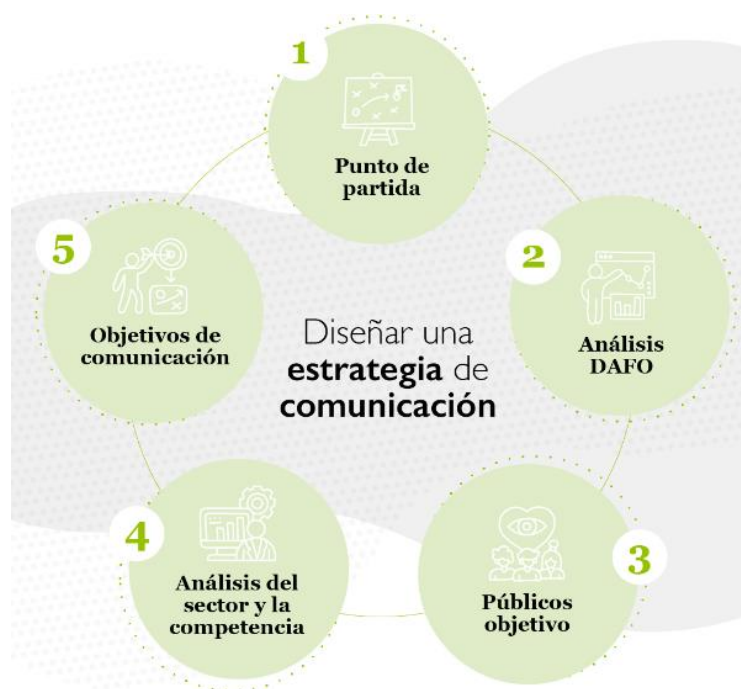 1
Punto de
partida
2
Análisis
DAFO
3
Públicos
objetivo
4
Análisis del
sector y la
competencia
5
Objetivos de
comunicación
Diseñar una
estrategia de
comunicación